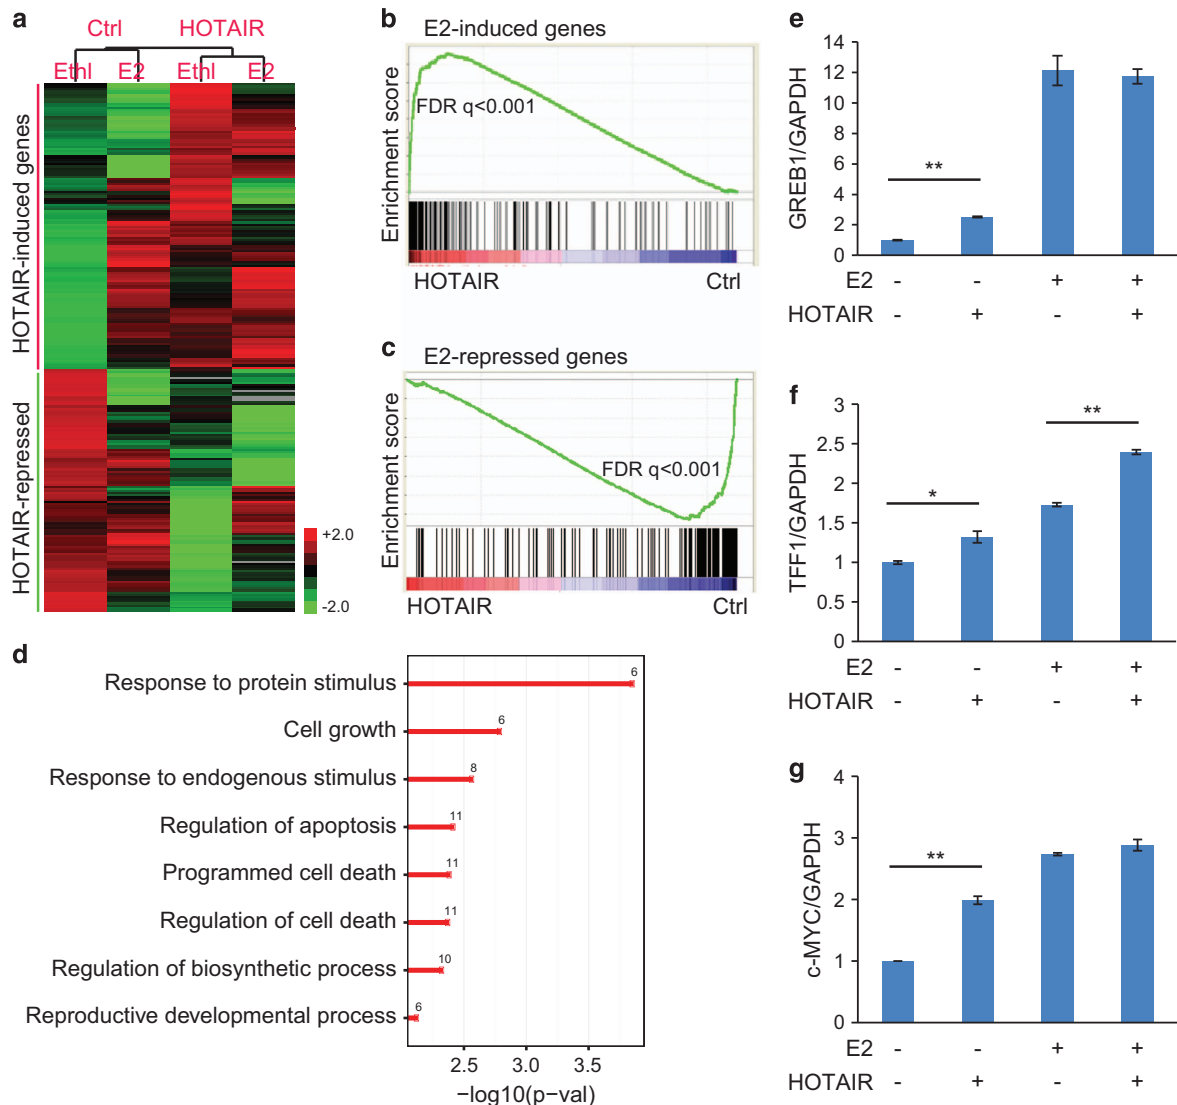 a
Ctrl HOTAIR
Ethl E2 Ethl E2
HOTAIR-induced genes
HOTAIR-repressed
+2.0
-2.0
b
E2-induced genes
Enrichment score
FDR q<0.001
HOTAIR Ctrl
c
E2-repressed genes
Enrichment score
FDR q<0.001
HOTAIR Ctrl
d
Response to protein stimulus 6
Cell growth 6
Response to endogenous stimulus 8
Regulation of apoptosis 11
Programmed cell death 11
Regulation of cell death 11
Regulation of biosynthetic process 10
Reproductive developmental process 6
2.5 3.0 3.5
−log10(p−val)
e
GREB1/GAPDH
14
12
10
8
6
4
2
0
**
E2 - - + +
HOTAIR - + - +
f
TFF1/GAPDH
3
2.5
2
1.5
1
0.5
0
*
**
E2 - - + +
HOTAIR - + - +
g
c-MYC/GAPDH
4
3
2
1
0
**
E2 - - + +
HOTAIR - + - +